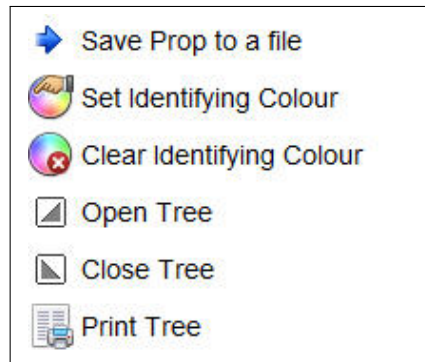 Save Prop to a file
Set Identifying Colour
Clear Identifying Colour
Open Tree
Close Tree
Print Tree